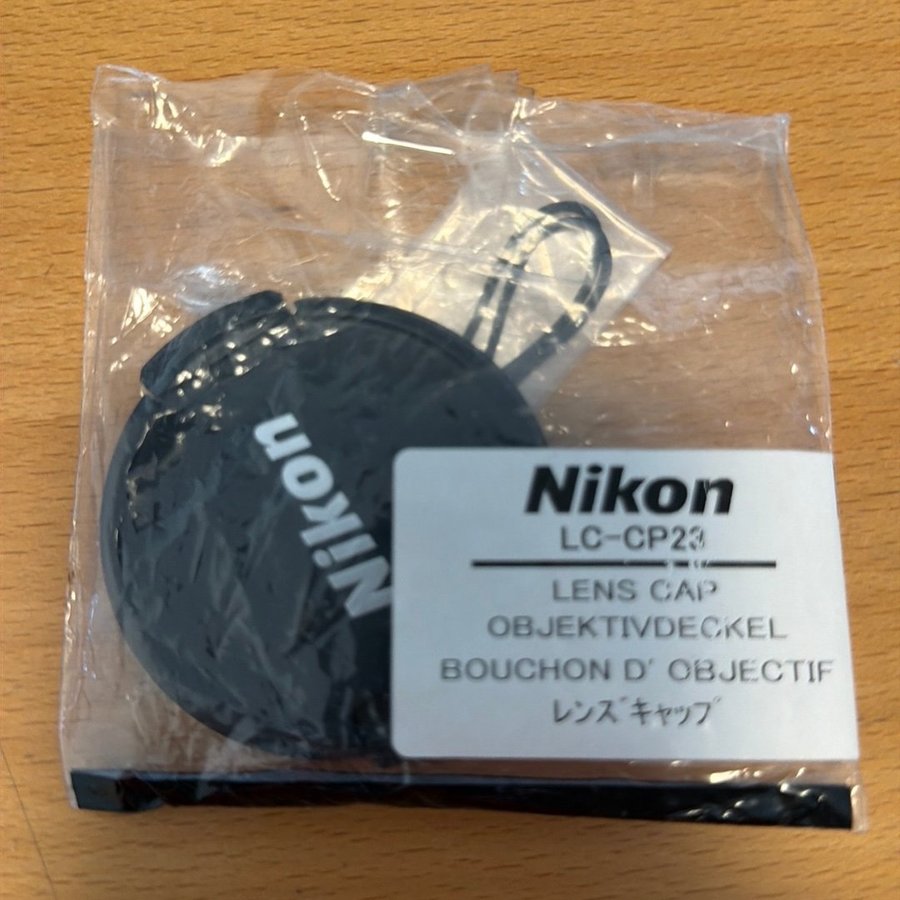 Nikon
Nikon
LC-CP23
LENS CAP
OBJEKTIVDECKEL
BOUCHON D' OBJECTIF
レンズキャップ